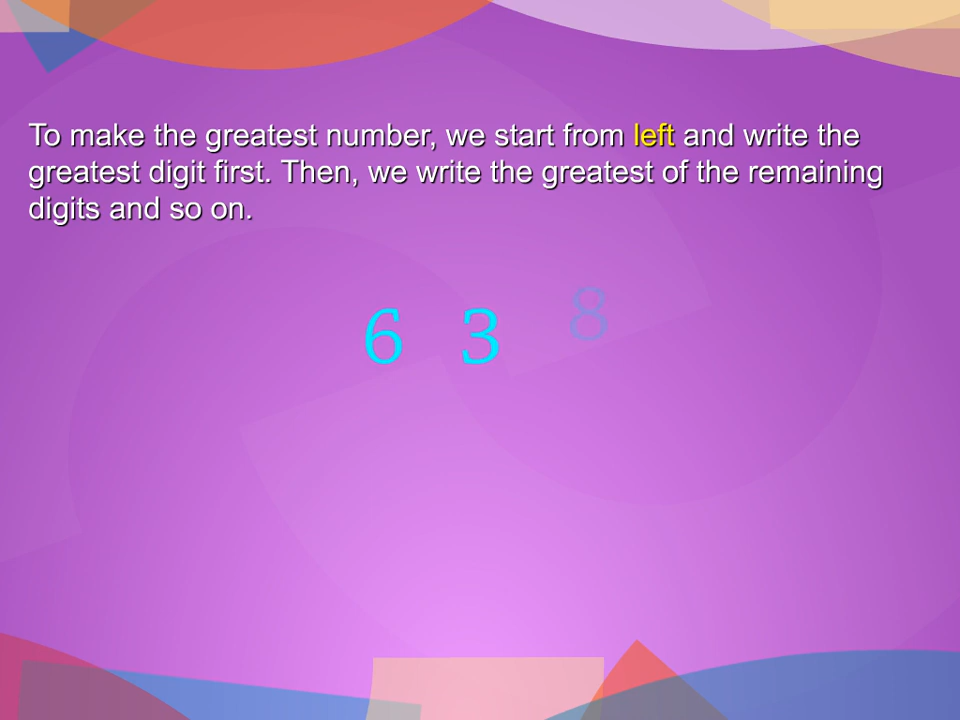 To make the greatest number, we start from left and write the
greatest digit first. Then, we write the greatest of the remaining
digits and so on.
6 3 8